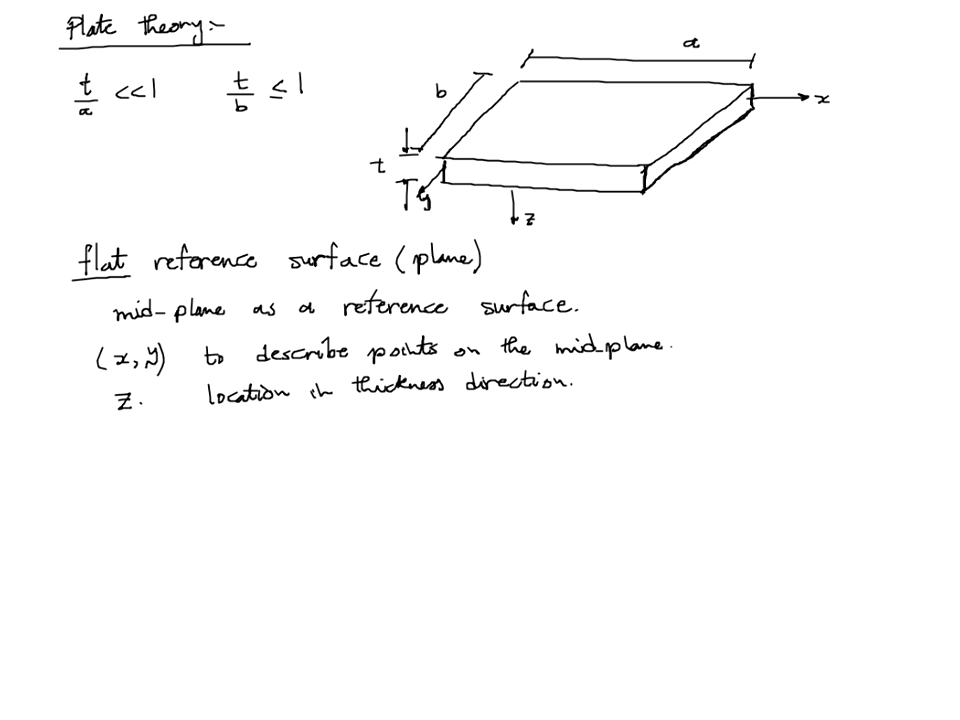 Plate theory:-
a
t/a <<1    t/b ≤ 1
b
x
t
y
z
flat reference surface (plane)
mid-plane as a reference surface.
(x, y) to describe points on the mid-plane.
z. location in thickness direction.